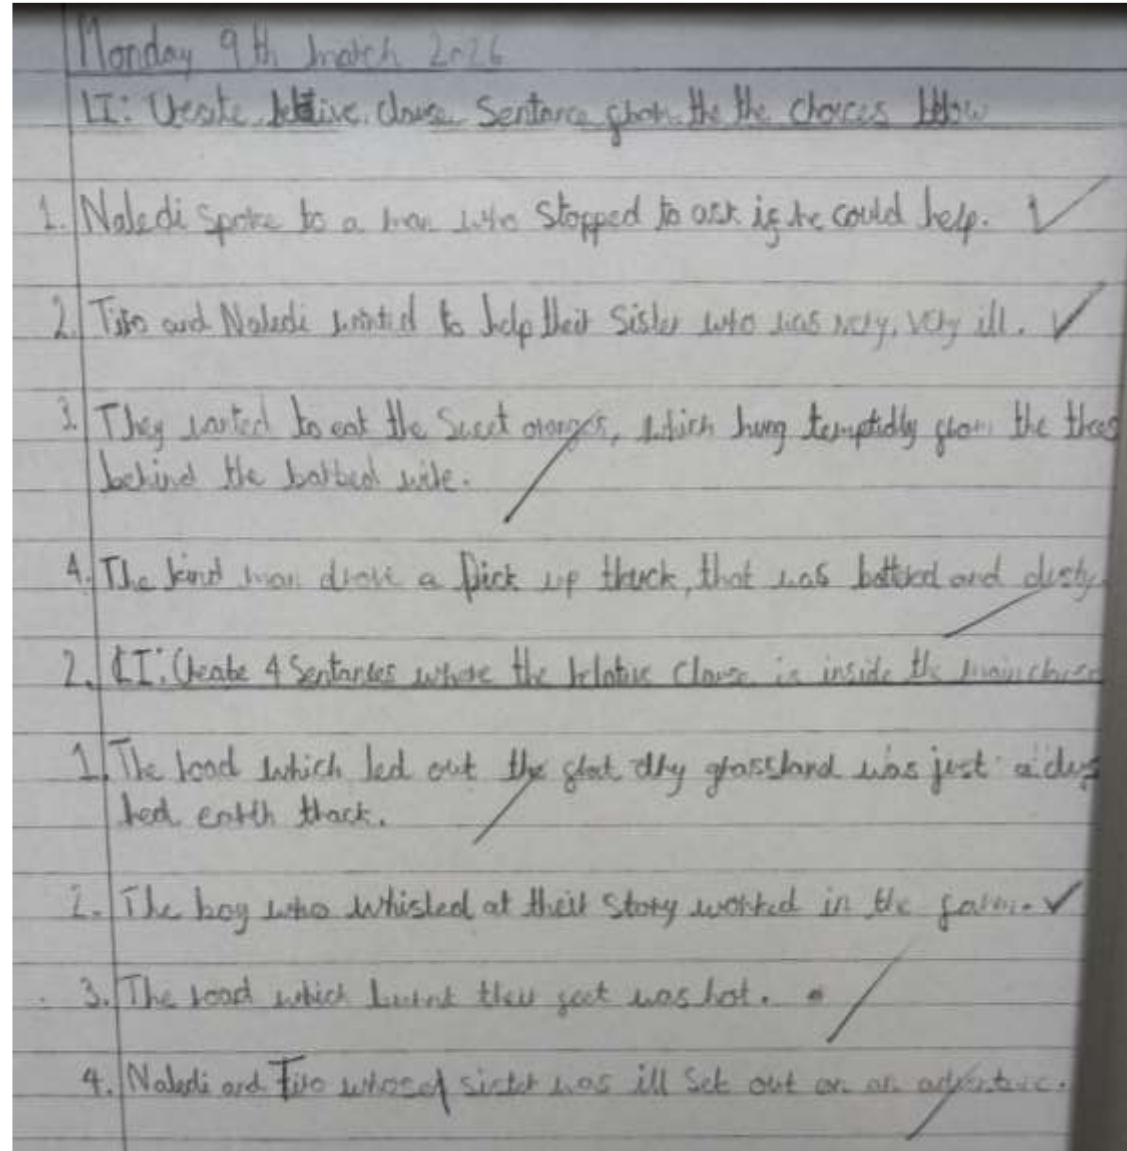 Monday 9th march 2026
LI: Create relative clause Sentence from the the choices below
1. Naledi spoke to a man who stopped to ask if he could help.
2. Tiro and Naledi wanted to help their sister who was very, very ill.
3. They wanted to eat the sweet oranges, which hung temptidly from the trees
behind the barbed wire.
4. The kind man drove a pick up truck, that was battered and dusty
2. LI: Create 4 Sentances where the relative clause is inside the main clause
1. The road which led out the flat dry grassland was just a
red earth track.
2. The boy who whisled at their story worked in the farm.
3. The road which burnt their feet was hot.
4. Naledi and Tiro whose sister was ill set out on an adventure.